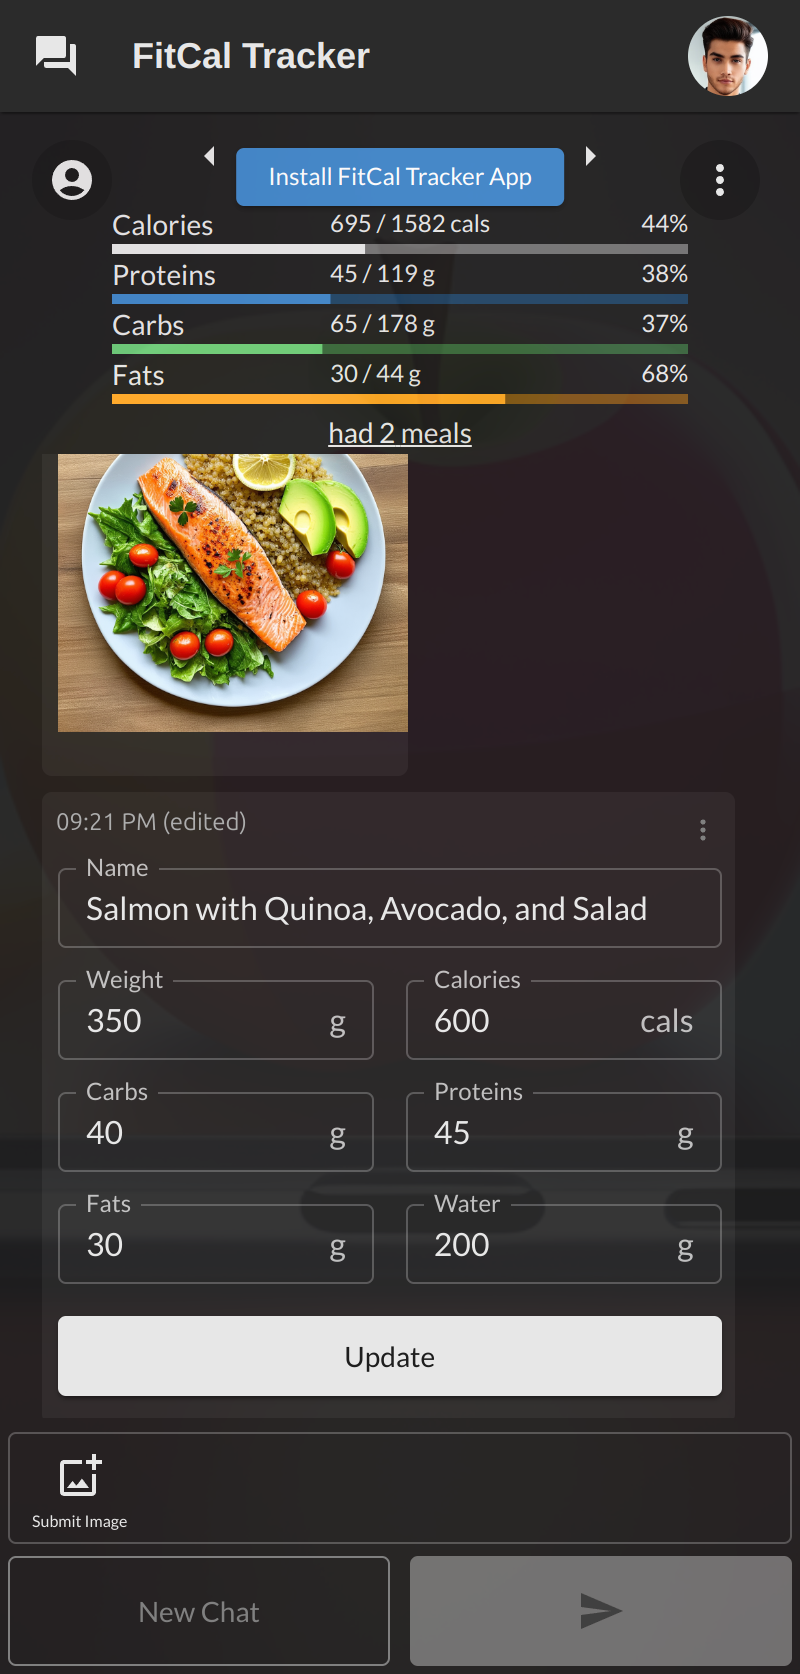 FitCal Tracker
Install FitCal Tracker App
Calories 695 / 1582 cals 44%
Proteins 45 / 119 g 38%
Carbs 65 / 178 g 37%
Fats 30 / 44 g 68%
had 2 meals
09:21 PM (edited)
Name
Salmon with Quinoa, Avocado, and Salad
Weight Calories
350 g 600 cals
Carbs Proteins
40 g 45 g
Fats Water
30 g 200 g
Update
Submit Image
New Chat